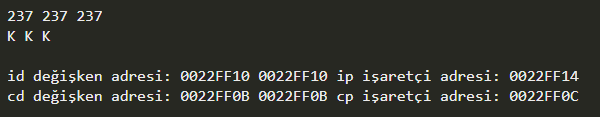 237 237 237
K K K
id değişken adresi: 0022FF10 0022FF10 ip işaretçi adresi: 0022FF14
cd değişken adresi: 0022FF0B 0022FF0B cp işaretçi adresi: 0022FF0C